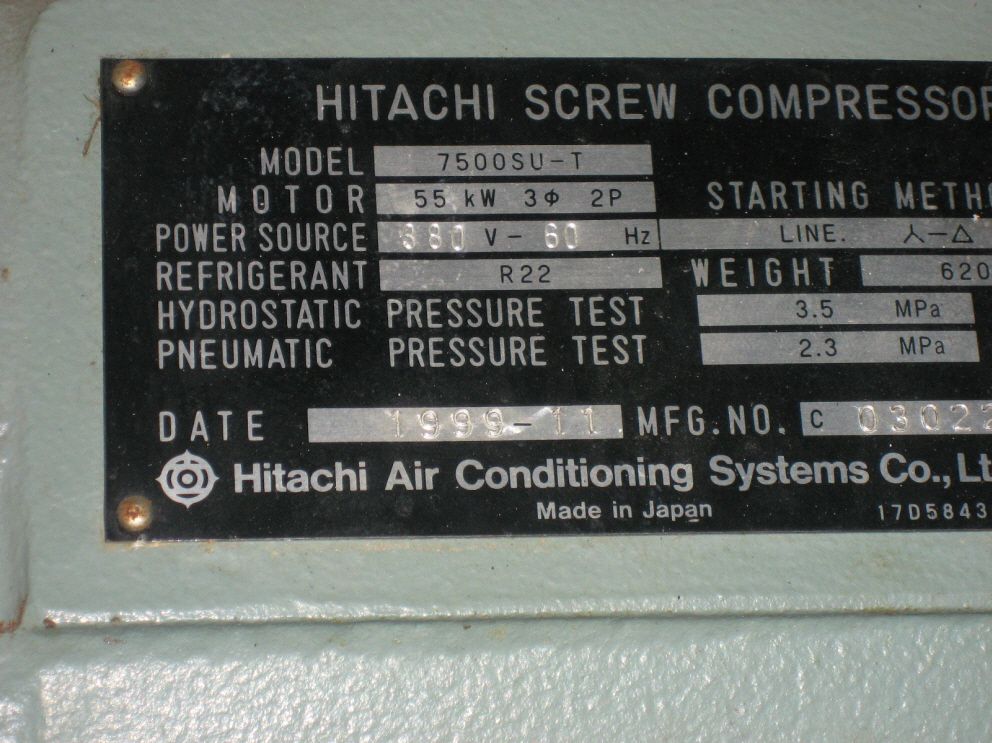 HITACHI SCREW COMPRESSOR
MODEL 7500SU-T
MOTOR 55 kW 3Φ 2P STARTING METHO
POWER SOURCE 380 V - 60 Hz LINE. 人-△
REFRIGERANT R22 WEIGHT 620
HYDROSTATIC PRESSURE TEST 3.5 MPa
PNEUMATIC PRESSURE TEST 2.3 MPa
DATE 1999-11 MFG.NO. C 03022
Hitachi Air Conditioning Systems Co., Lt
Made in Japan 17D5843